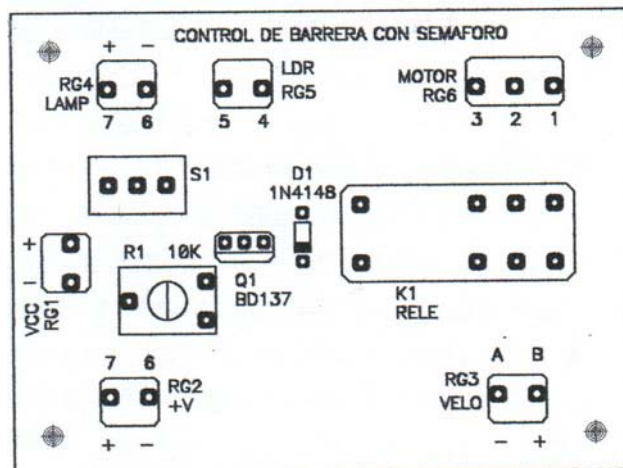 CONTROL DE BARRERA CON SEMAFORO
+ −
RG4
LAMP
7 6
LDR
RG5
5 4
MOTOR
RG6
3 2 1
S1
D1
1N4148
+
−
VCC
RG1
R1 10K
Q1
BD137
K1
RELE
7 6
RG2
+V
+ −
A B
RG3
VELO
− +